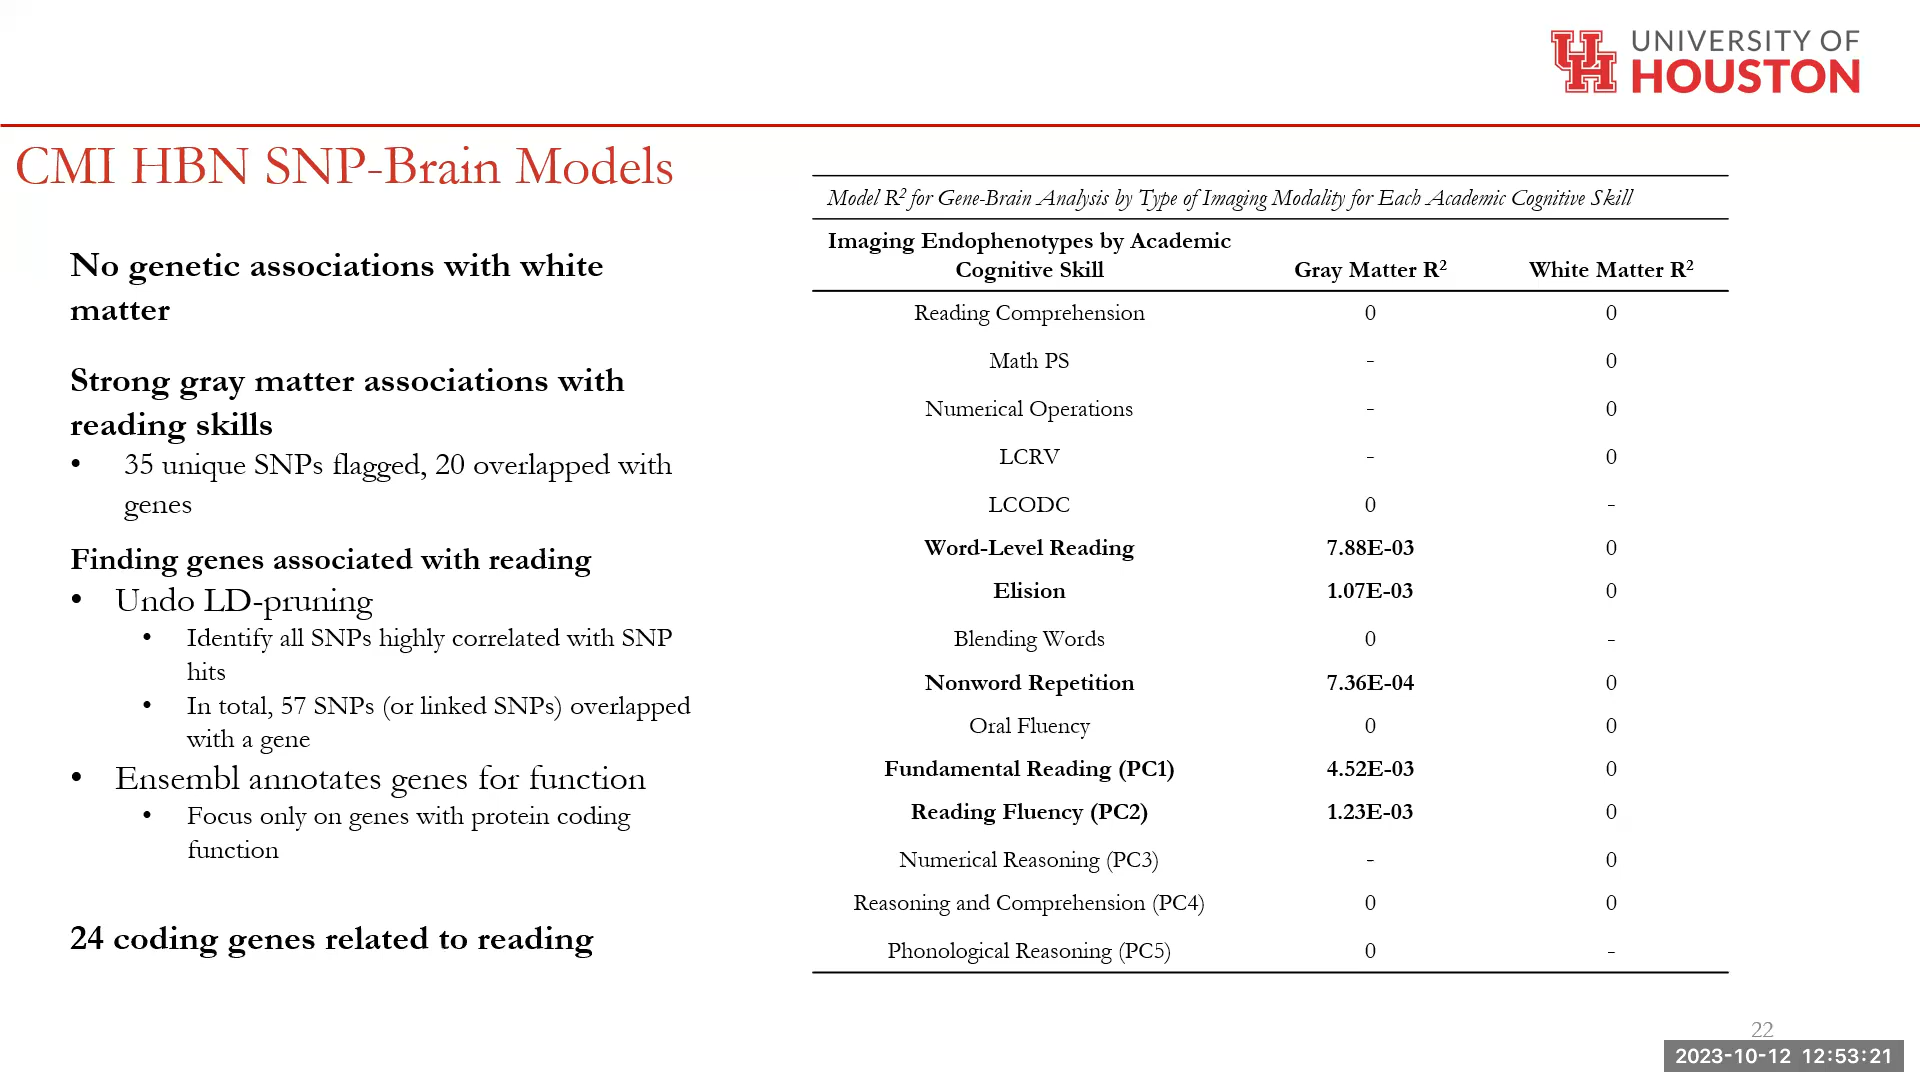 UNIVERSITY OF
HOUSTON
CMI HBN SNP-Brain Models
No genetic associations with white
matter
Strong gray matter associations with
reading skills
• 35 unique SNPs flagged, 20 overlapped with
genes
Finding genes associated with reading
• Undo LD-pruning
• Identify all SNPs highly correlated with SNP
hits
• In total, 57 SNPs (or linked SNPs) overlapped
with a gene
• Ensembl annotates genes for function
• Focus only on genes with protein coding
function
24 coding genes related to reading
Model R² for Gene-Brain Analysis by Type of Imaging Modality for Each Academic Cognitive Skill
Imaging Endophenotypes by Academic
Cognitive Skill Gray Matter R² White Matter R²
Reading Comprehension 0 0
Math PS - 0
Numerical Operations - 0
LCRV - 0
LCODC 0 -
Word-Level Reading 7.88E-03 0
Elision 1.07E-03 0
Blending Words 0 -
Nonword Repetition 7.36E-04 0
Oral Fluency 0 0
Fundamental Reading (PC1) 4.52E-03 0
Reading Fluency (PC2) 1.23E-03 0
Numerical Reasoning (PC3) - 0
Reasoning and Comprehension (PC4) 0 0
Phonological Reasoning (PC5) 0 -
22
2023-10-12 12:53:21